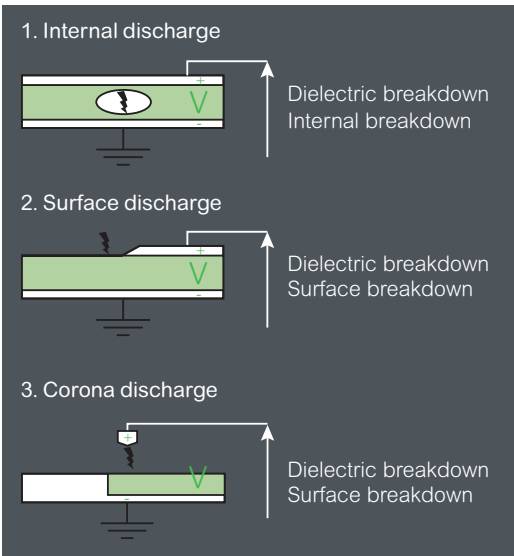 1. Internal discharge
+
V
-
Dielectric breakdown
Internal breakdown
2. Surface discharge
+
V
-
Dielectric breakdown
Surface breakdown
3. Corona discharge
+
V
-
Dielectric breakdown
Surface breakdown